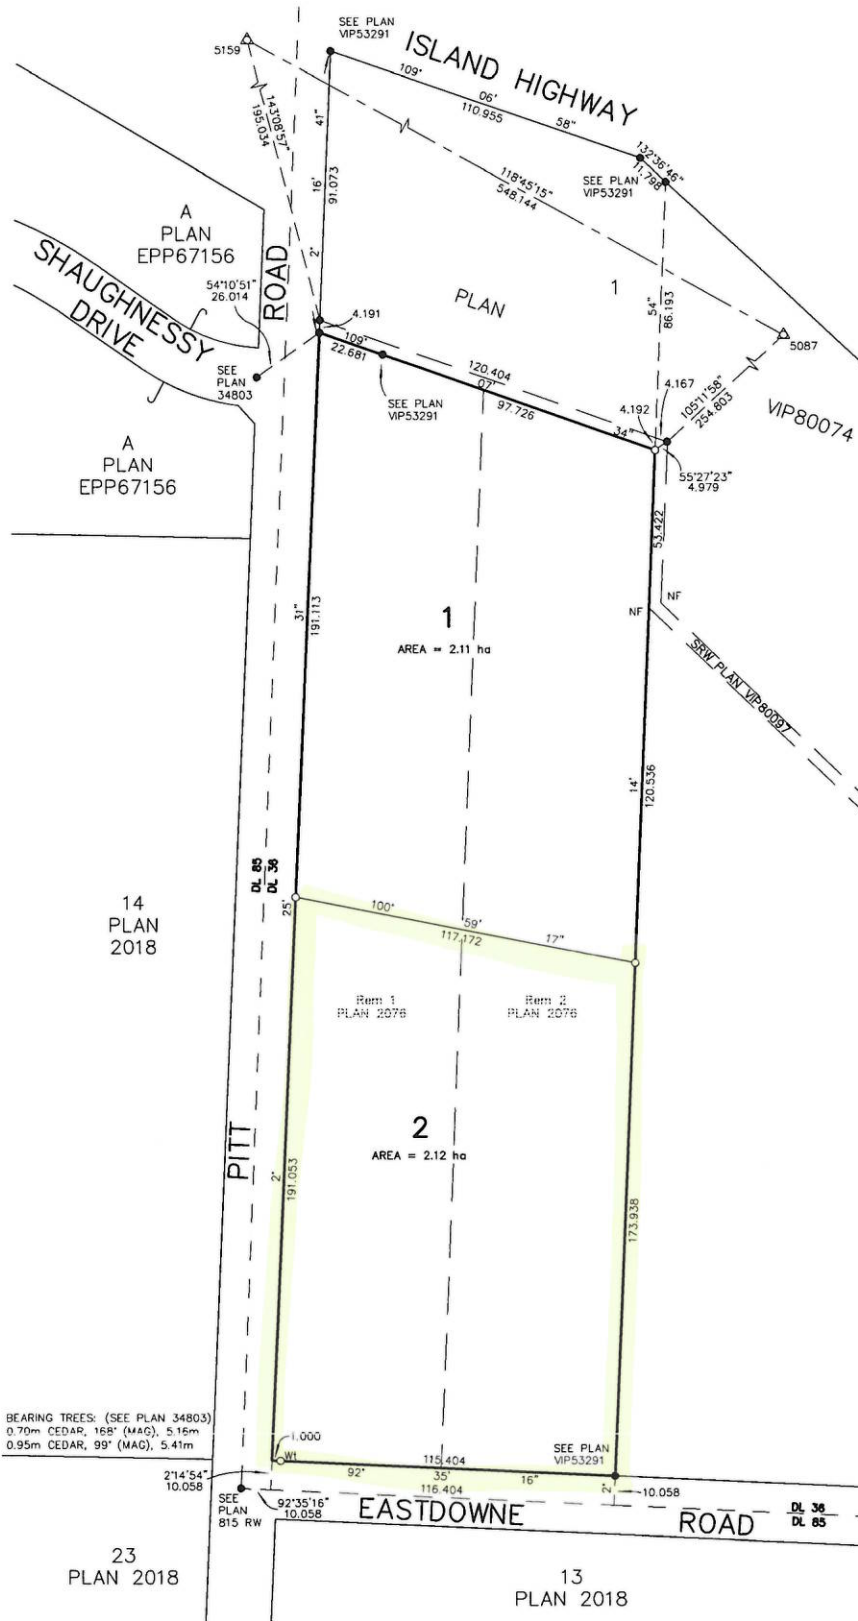 SEE PLAN
VIP53291
5159
ISLAND HIGHWAY
109°
06'
110.955
58"
143°08'57"
195.034
41"
16'
91.073
2°
132°36'46"
11.798
SEE PLAN
VIP53291
118°45'15"
548.144
A
PLAN
EPP67156
SHAUGHNESSY
DRIVE
ROAD
54°10'51"
26.014
PLAN
1
54"
86.193
5087
4.191
109°
22.681
120.404
07'
97.726
34"
SEE PLAN
VIP53291
SEE
PLAN
34803
4.192
4.167
105°11'58"
254.803
VIP80074
55°27'23"
4.979
A
PLAN
EPP67156
53.422
NF
NF
SRW PLAN VIP80097
31"
191.113
1
AREA = 2.11 ha
14'
120.536
DL 85
DL 36
14
PLAN
2018
25'
100°
'59'
117.172
17"
Rem 1
PLAN 2076
Rem 2
PLAN 2076
2
AREA = 2.12 ha
PITT
2°
191.053
173.938
BEARING TREES: (SEE PLAN 34803)
0.70m CEDAR, 168° (MAG), 5.16m
0.95m CEDAR, 99° (MAG), 5.41m
1.000
Wt
115.404
SEE PLAN
VIP53291
92°
35'
16"
116.404
2°14'54"
10.058
SEE
PLAN
815 RW
92°35'16"
10.058
2°
10.058
EASTDOWNE
ROAD
DL 36
DL 85
23
PLAN 2018
13
PLAN 2018